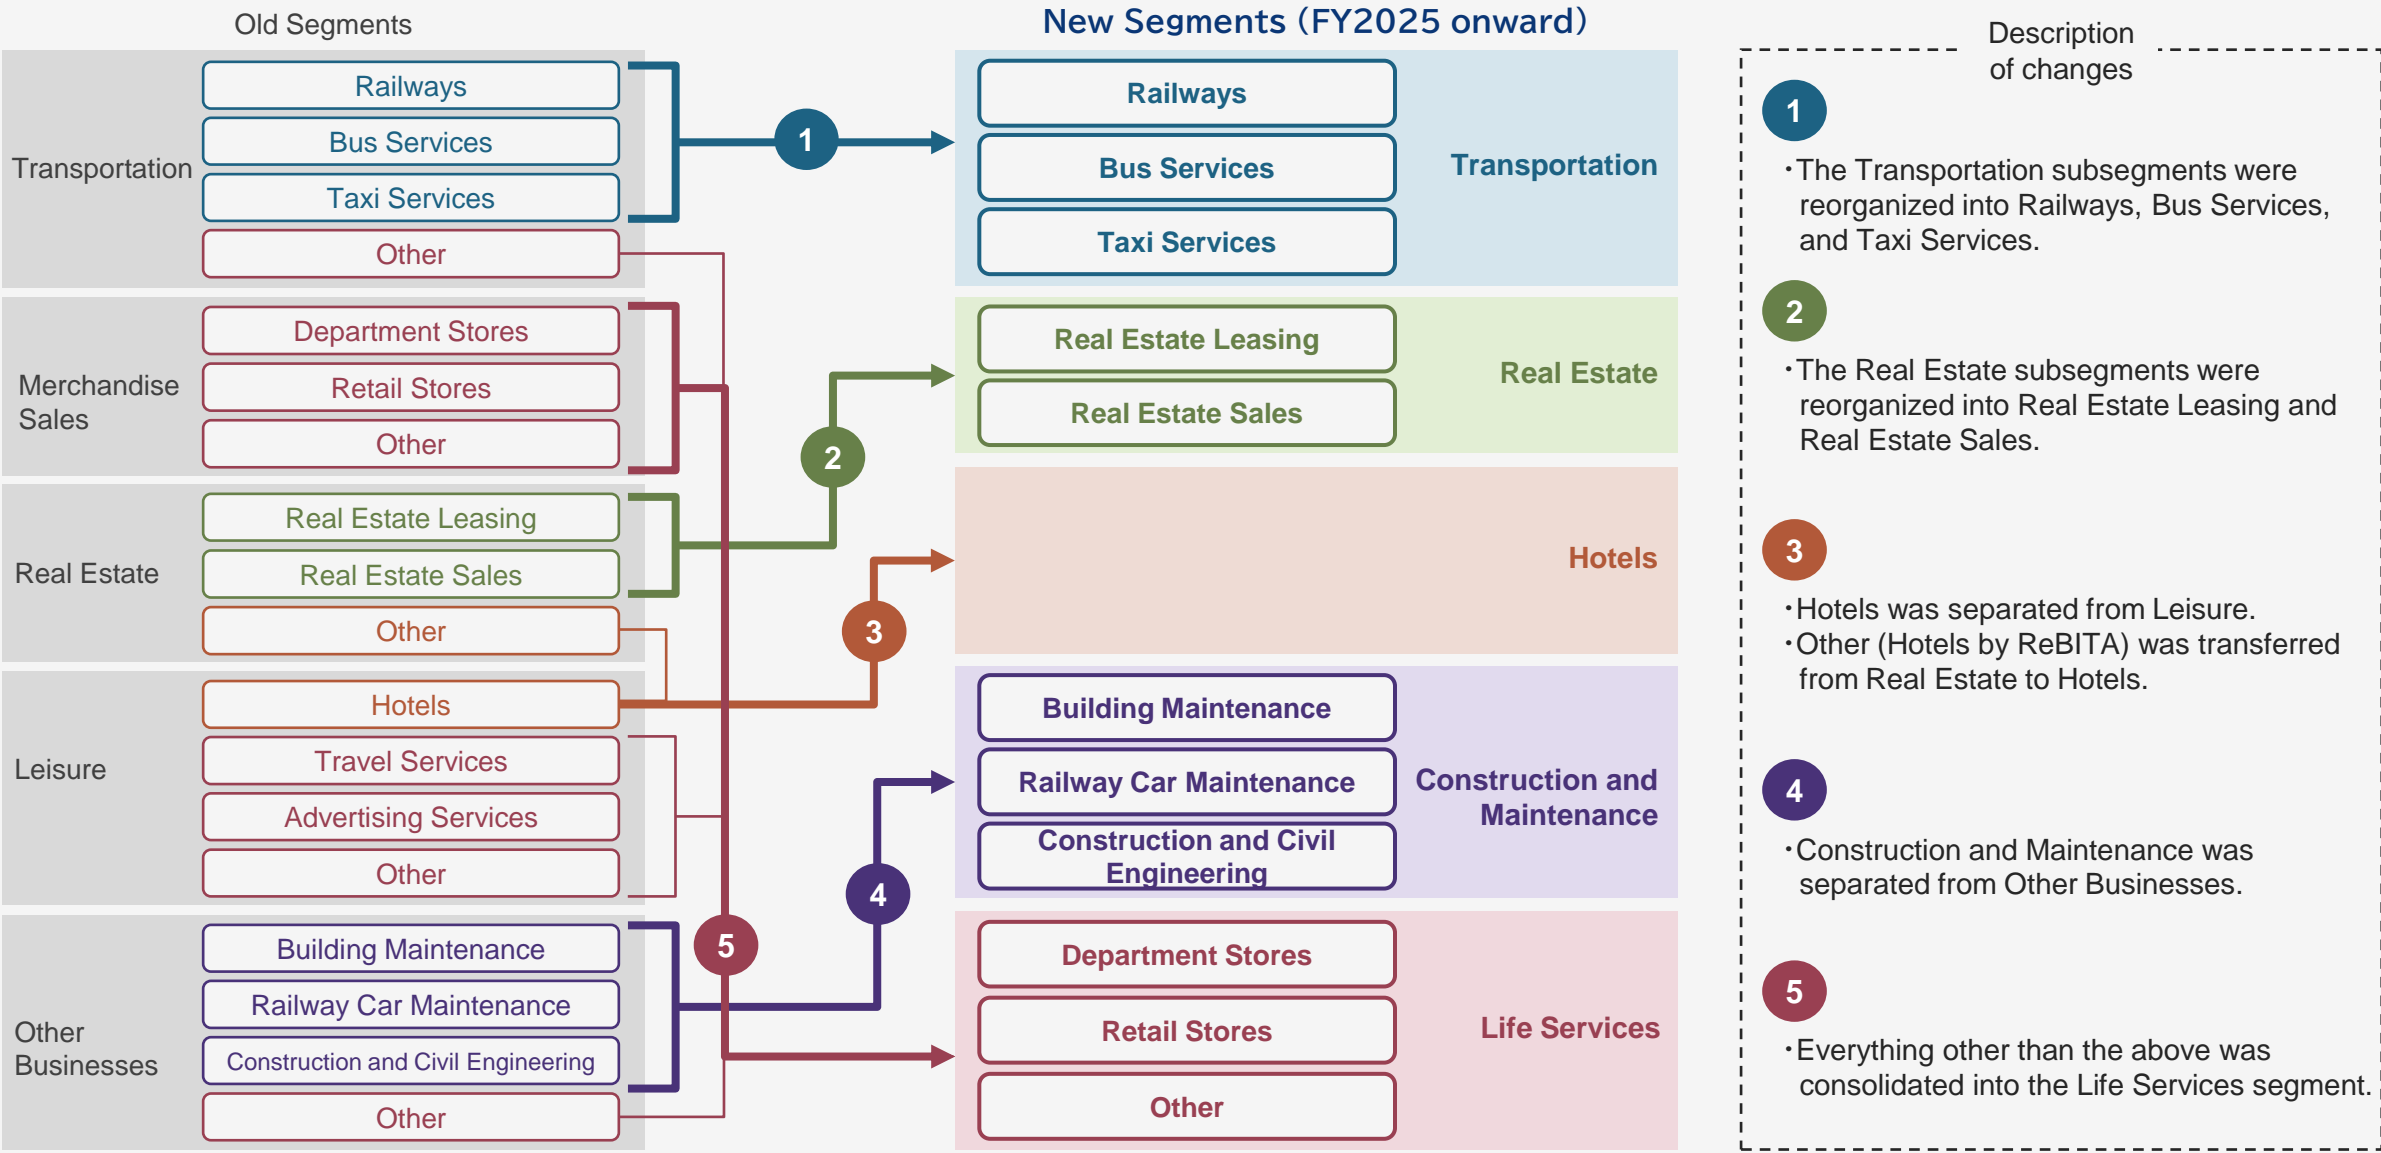 Old Segments
New Segments (FY2025 onward)
Description
of changes
Transportation
Railways
Bus Services
Taxi Services
Other
Merchandise
Sales
Department Stores
Retail Stores
Other
Real Estate
Real Estate Leasing
Real Estate Sales
Other
Leisure
Hotels
Travel Services
Advertising Services
Other
Other
Businesses
Building Maintenance
Railway Car Maintenance
Construction and Civil Engineering
Other
1
2
3
4
5
Railways
Bus Services
Taxi Services
Transportation
Real Estate Leasing
Real Estate Sales
Real Estate
Hotels
Building Maintenance
Railway Car Maintenance
Construction and Civil
Engineering
Construction and
Maintenance
Department Stores
Retail Stores
Other
Life Services
1
・The Transportation subsegments were
reorganized into Railways, Bus Services,
and Taxi Services.
2
・The Real Estate subsegments were
reorganized into Real Estate Leasing and
Real Estate Sales.
3
・Hotels was separated from Leisure.
・Other (Hotels by ReBITA) was transferred
from Real Estate to Hotels.
4
・Construction and Maintenance was
separated from Other Businesses.
5
・Everything other than the above was
consolidated into the Life Services segment.